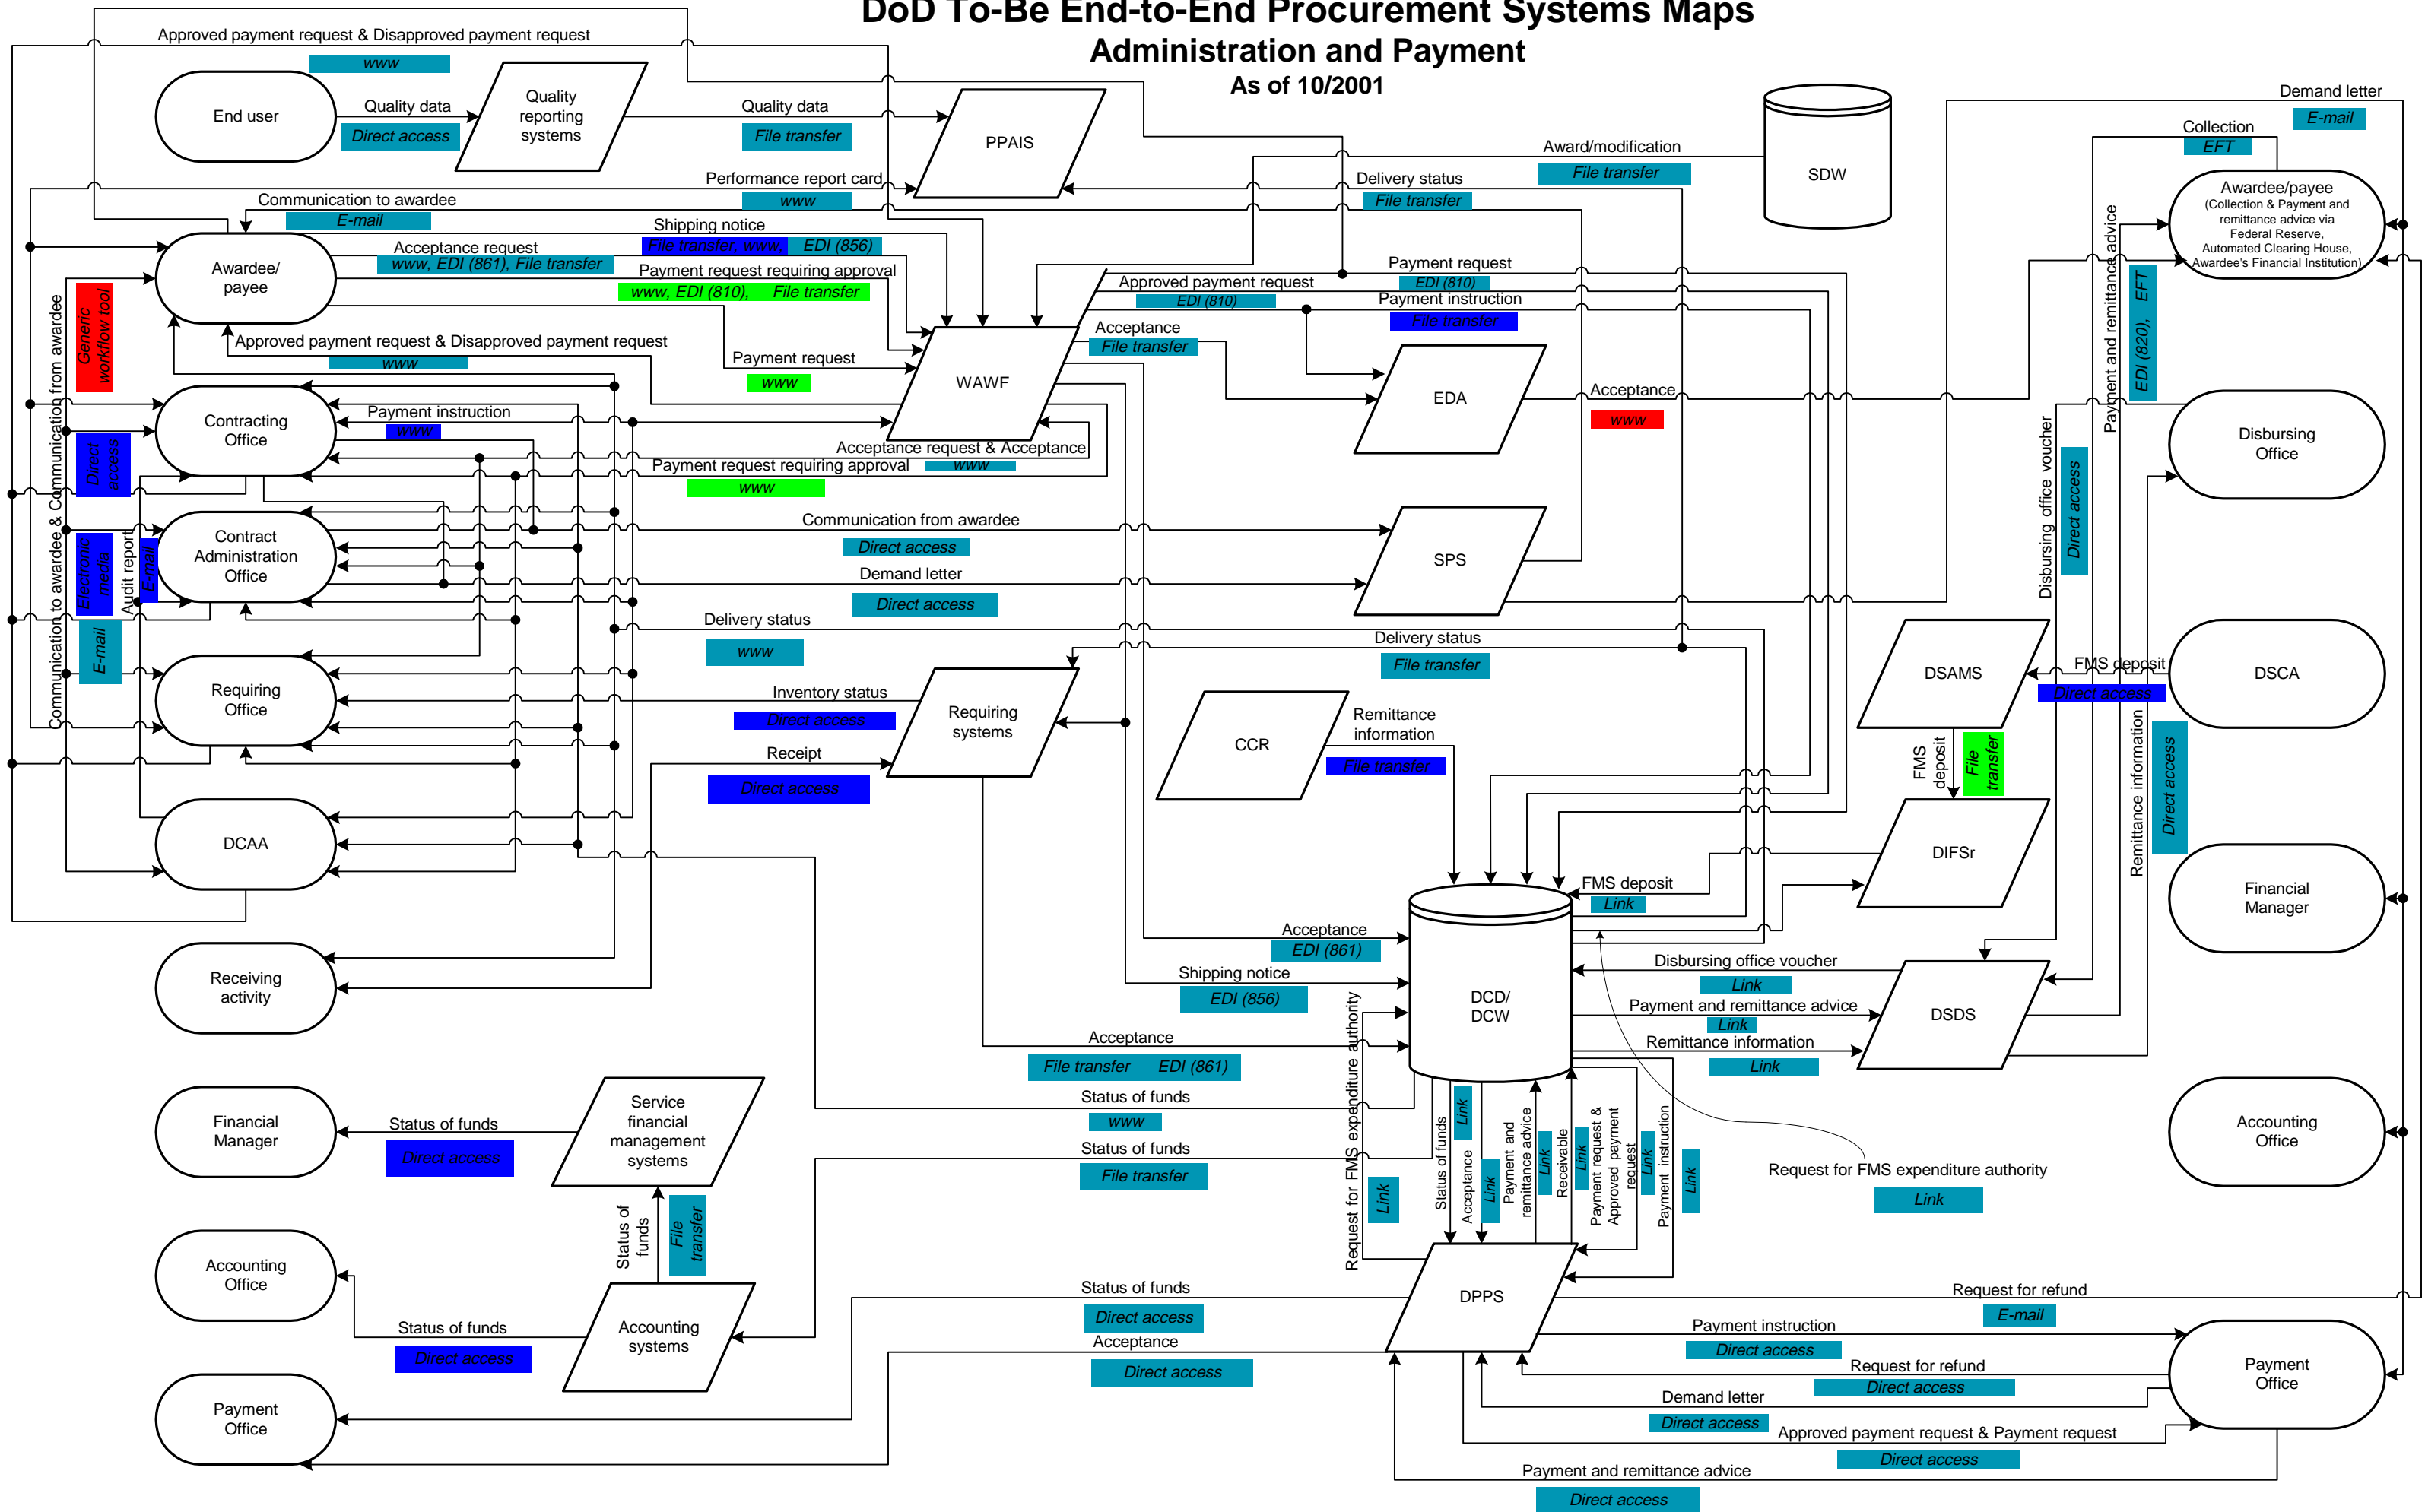 DoD To-Be End-to-End Procurement Systems Maps
Administration and Payment
As of 10/2001
Approved payment request & Disapproved payment request
www
End user
Quality data
Direct access
Quality
reporting
systems
Quality data
File transfer
PPAIS
Award/modification
File transfer
SDW
Demand letter
E-mail
Collection
EFT
Performance report card
www
Delivery status
File transfer
Awardee/payee
(Collection & Payment and
remittance advice via
Federal Reserve,
Automated Clearing House,
Awardee's Financial Institution)
Communication to awardee
E-mail
Shipping notice
File transfer, www, EDI (856)
Awardee/
payee
Acceptance request
www, EDI (861), File transfer
Payment request requiring approval
www, EDI (810), File transfer
Generic
workflow tool
Approved payment request & Disapproved payment request
www
Payment request
www
WAWF
Payment request
EDI (810)
Approved payment request
EDI (810)
Payment instruction
File transfer
Acceptance
File transfer
EDA
Acceptance
www
Payment and remittance advice
EDI (820), EFT
Contracting
Office
Payment instruction
www
Acceptance request & Acceptance
www
Payment request requiring approval
www
Direct
access
Communication to awardee & Communication from awardee
Disbursing office voucher
Direct access
Disbursing
Office
Contract
Administration
Office
Electronic
media
Audit report
E-mail
E-mail
Communication from awardee
Direct access
Demand letter
Direct access
SPS
Delivery status
www
Delivery status
File transfer
Requiring
Office
Inventory status
Direct access
Requiring
systems
Receipt
Direct access
CCR
Remittance
information
File transfer
DSAMS
FMS deposit
Direct access
DSCA
FMS
deposit
File
transfer
Remittance information
Direct access
DCAA
DIFSr
FMS deposit
Link
Financial
Manager
Receiving
activity
Acceptance
EDI (861)
Shipping notice
EDI (856)
DCD/
DCW
Disbursing office voucher
Link
Payment and remittance advice
Link
Remittance information
Link
DSDS
Acceptance
File transfer EDI (861)
Financial
Manager
Status of funds
Direct access
Service
financial
management
systems
Status of funds
www
Status of funds
File transfer
Request for FMS expenditure authority
Link
Status of funds
Link
Acceptance
Link
Payment and
remittance advice
Link
Receivable
Link
Payment request &
Approved payment
request
Link
Payment instruction
Link
Request for FMS expenditure authority
Link
Accounting
Office
Status of
funds
File
transfer
Accounting
Office
Status of funds
Direct access
Accounting
systems
Status of funds
Direct access
Acceptance
Direct access
DPPS
Request for refund
E-mail
Payment instruction
Direct access
Request for refund
Direct access
Demand letter
Direct access
Approved payment request & Payment request
Direct access
Payment and remittance advice
Direct access
Payment
Office
Payment
Office